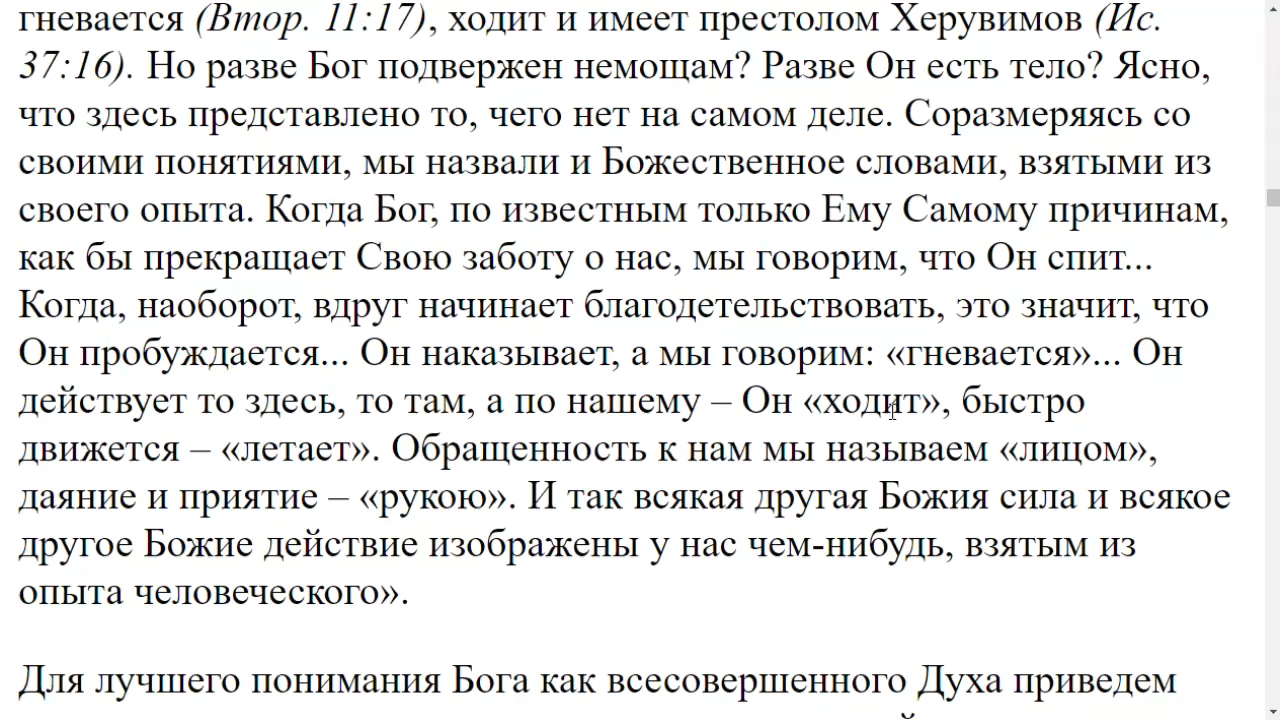 гневается (Втор. 11:17), ходит и имеет престолом Херувимов (Ис.
37:16). Но разве Бог подвержен немощам? Разве Он есть тело? Ясно,
что здесь представлено то, чего нет на самом деле. Соразмеряясь со
своими понятиями, мы назвали и Божественное словами, взятыми из
своего опыта. Когда Бог, по известным только Ему Самому причинам,
как бы прекращает Свою заботу о нас, мы говорим, что Он спит...
Когда, наоборот, вдруг начинает благодетельствовать, это значит, что
Он пробуждается... Он наказывает, а мы говорим: «гневается»... Он
действует то здесь, то там, а по нашему – Он «ходит», быстро
движется – «летает». Обращенность к нам мы называем «лицом»,
даяние и приятие – «рукою». И так всякая другая Божия сила и всякое
другое Божие действие изображены у нас чем-нибудь, взятым из
опыта человеческого».
Для лучшего понимания Бога как всесовершенного Духа приведем